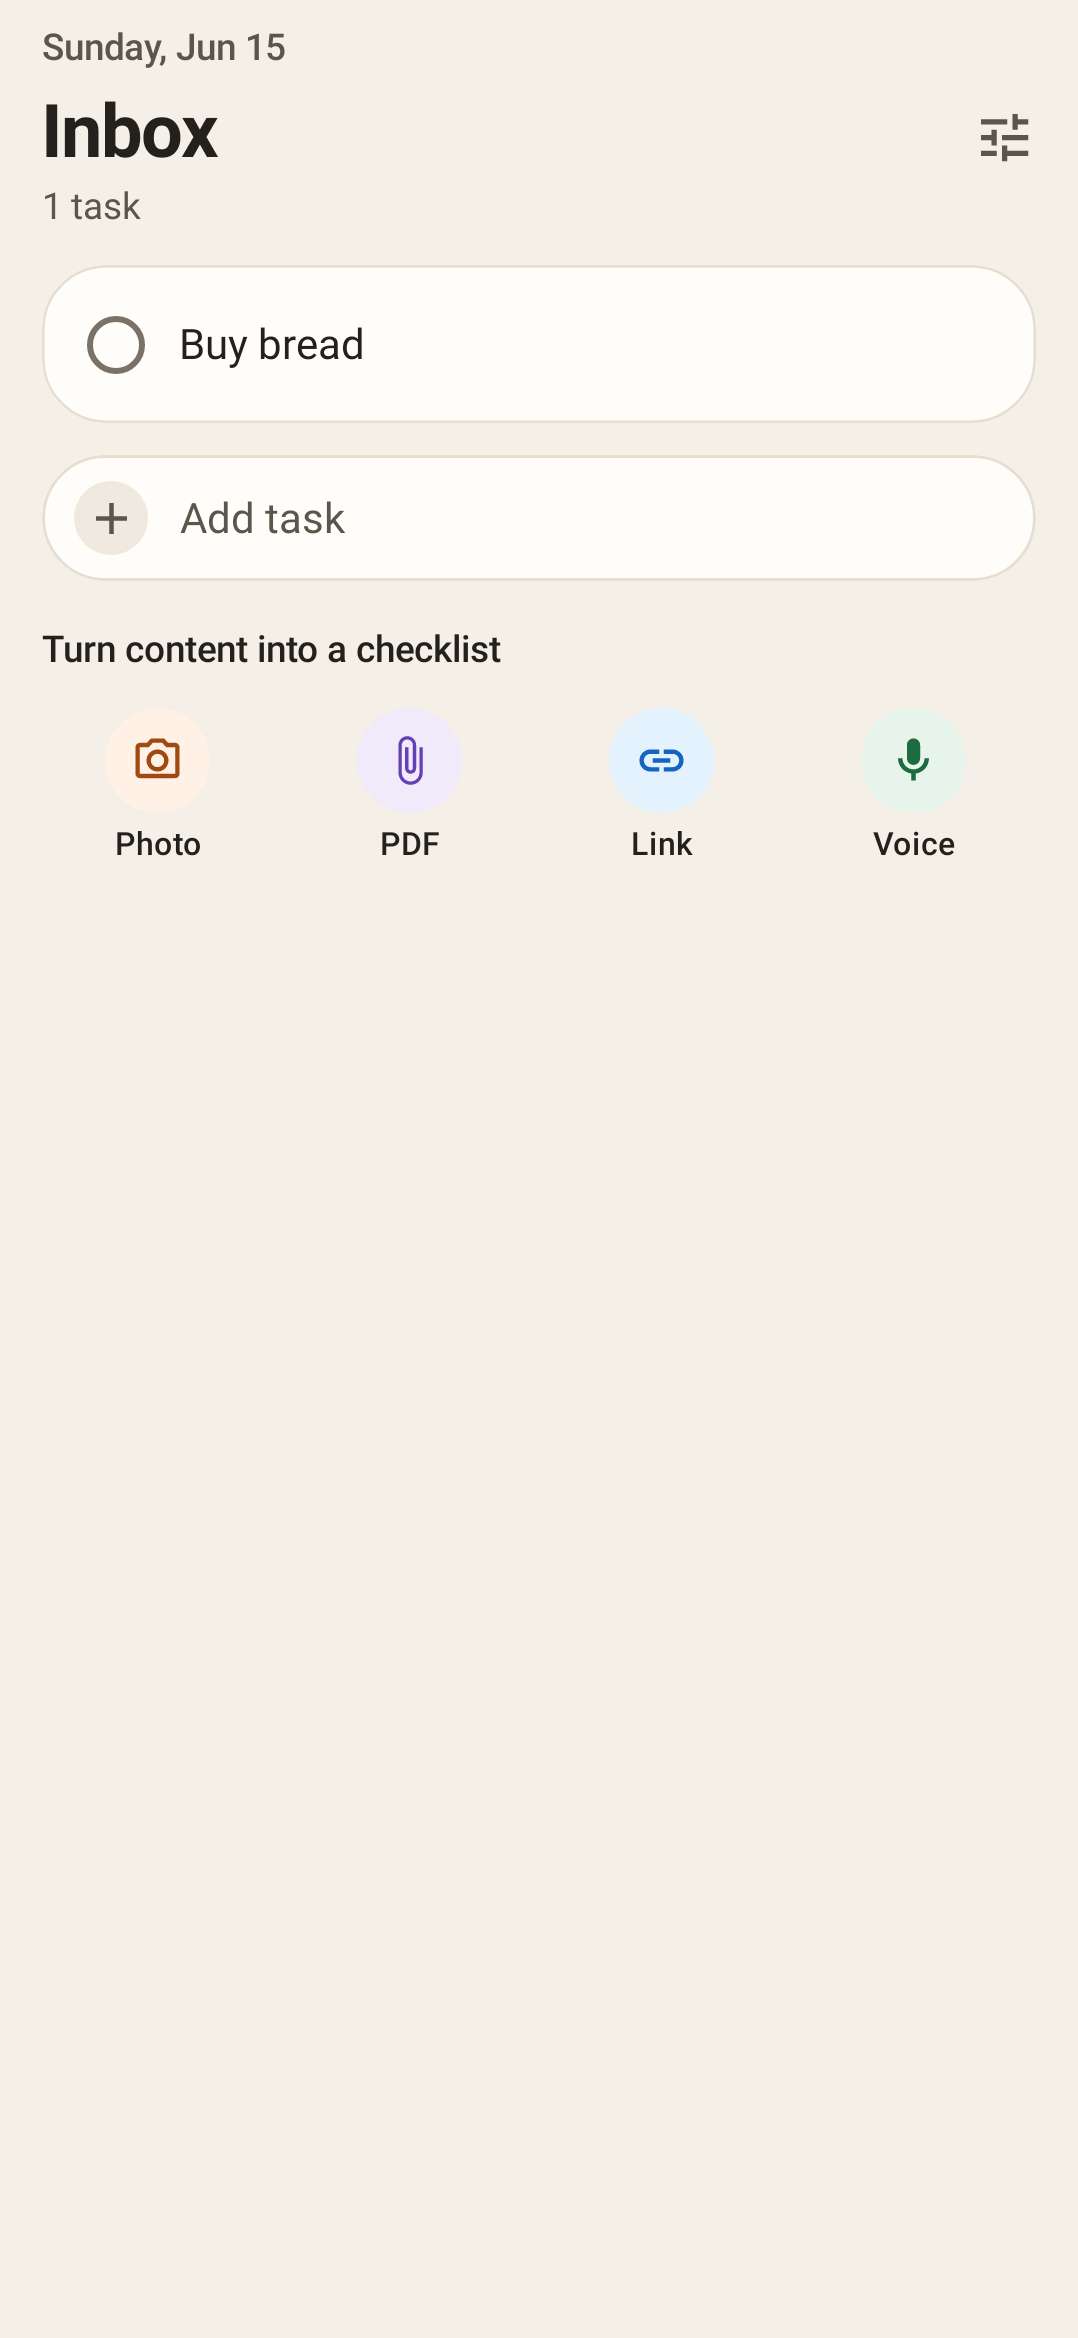 Sunday, Jun 15
Inbox
1 task
Buy bread
Add task
Turn content into a checklist
Photo
PDF
Link
Voice